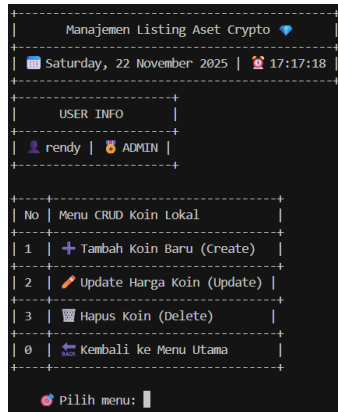 Manajemen Listing Aset Crypto 💎
📅 Saturday, 22 November 2025 | ⏰ 17:17:18
USER INFO
👤 rendy | 🏅 ADMIN
No | Menu CRUD Koin Lokal
1 | ➕ Tambah Koin Baru (Create)
2 | ✏️ Update Harga Koin (Update)
3 | 🗑️ Hapus Koin (Delete)
0 | 🔙 Kembali ke Menu Utama
🎯 Pilih menu: